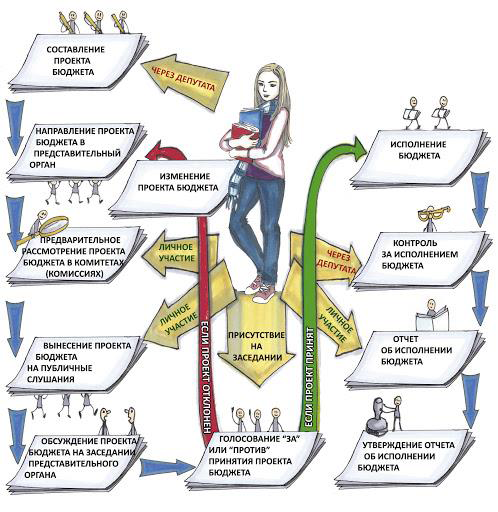 СОСТАВЛЕНИЕ
ПРОЕКТА
БЮДЖЕТА
ЧЕРЕЗ ДЕПУТАТА
НАПРАВЛЕНИЕ ПРОЕКТА
БЮДЖЕТА В
ПРЕДСТАВИТЕЛЬНЫЙ
ОРГАН
ИЗМЕНЕНИЕ
ПРОЕКТА БЮДЖЕТА
ПРЕДВАРИТЕЛЬНОЕ
РАССМОТРЕНИЕ ПРОЕКТА
БЮДЖЕТА В КОМИТЕТАХ
(КОМИССИЯХ)
ЛИЧНОЕ
УЧАСТИЕ
ВЫНЕСЕНИЕ ПРОЕКТА
БЮДЖЕТА
НА ПУБЛИЧНЫЕ
СЛУШАНИЯ
ЛИЧНОЕ
УЧАСТИЕ
ОБСУЖДЕНИЕ ПРОЕКТА
БЮДЖЕТА НА ЗАСЕДАНИИ
ПРЕДСТАВИТЕЛЬНОГО
ОРГАНА
ЕСЛИ ПРОЕКТ ОТКЛОНЕН
ПРИСУТСТВИЕ
НА
ЗАСЕДАНИИ
ГОЛОСОВАНИЕ "ЗА"
ИЛИ "ПРОТИВ"
ПРИНЯТИЯ ПРОЕКТА
БЮДЖЕТА
ЕСЛИ ПРОЕКТ ПРИНЯТ
ИСПОЛНЕНИЕ
БЮДЖЕТА
ЧЕРЕЗ
ДЕПУТАТА
КОНТРОЛЬ
ЗА ИСПОЛНЕНИЕМ
БЮДЖЕТА
ЛИЧНОЕ
УЧАСТИЕ
ОТЧЕТ
ОБ ИСПОЛНЕНИИ
БЮДЖЕТА
УТВЕРЖДЕНИЕ ОТЧЕТА
ОБ ИСПОЛНЕНИИ
БЮДЖЕТА